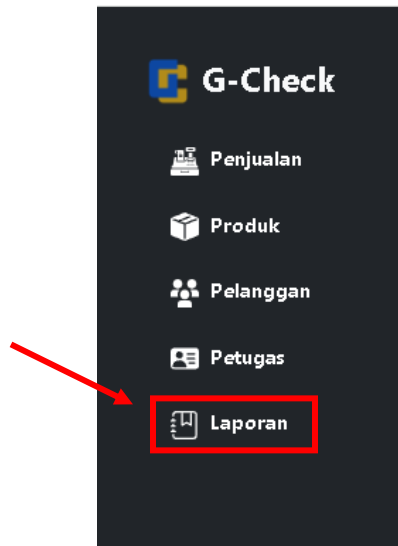 G-Check
Penjualan
Produk
Pelanggan
Petugas
Laporan